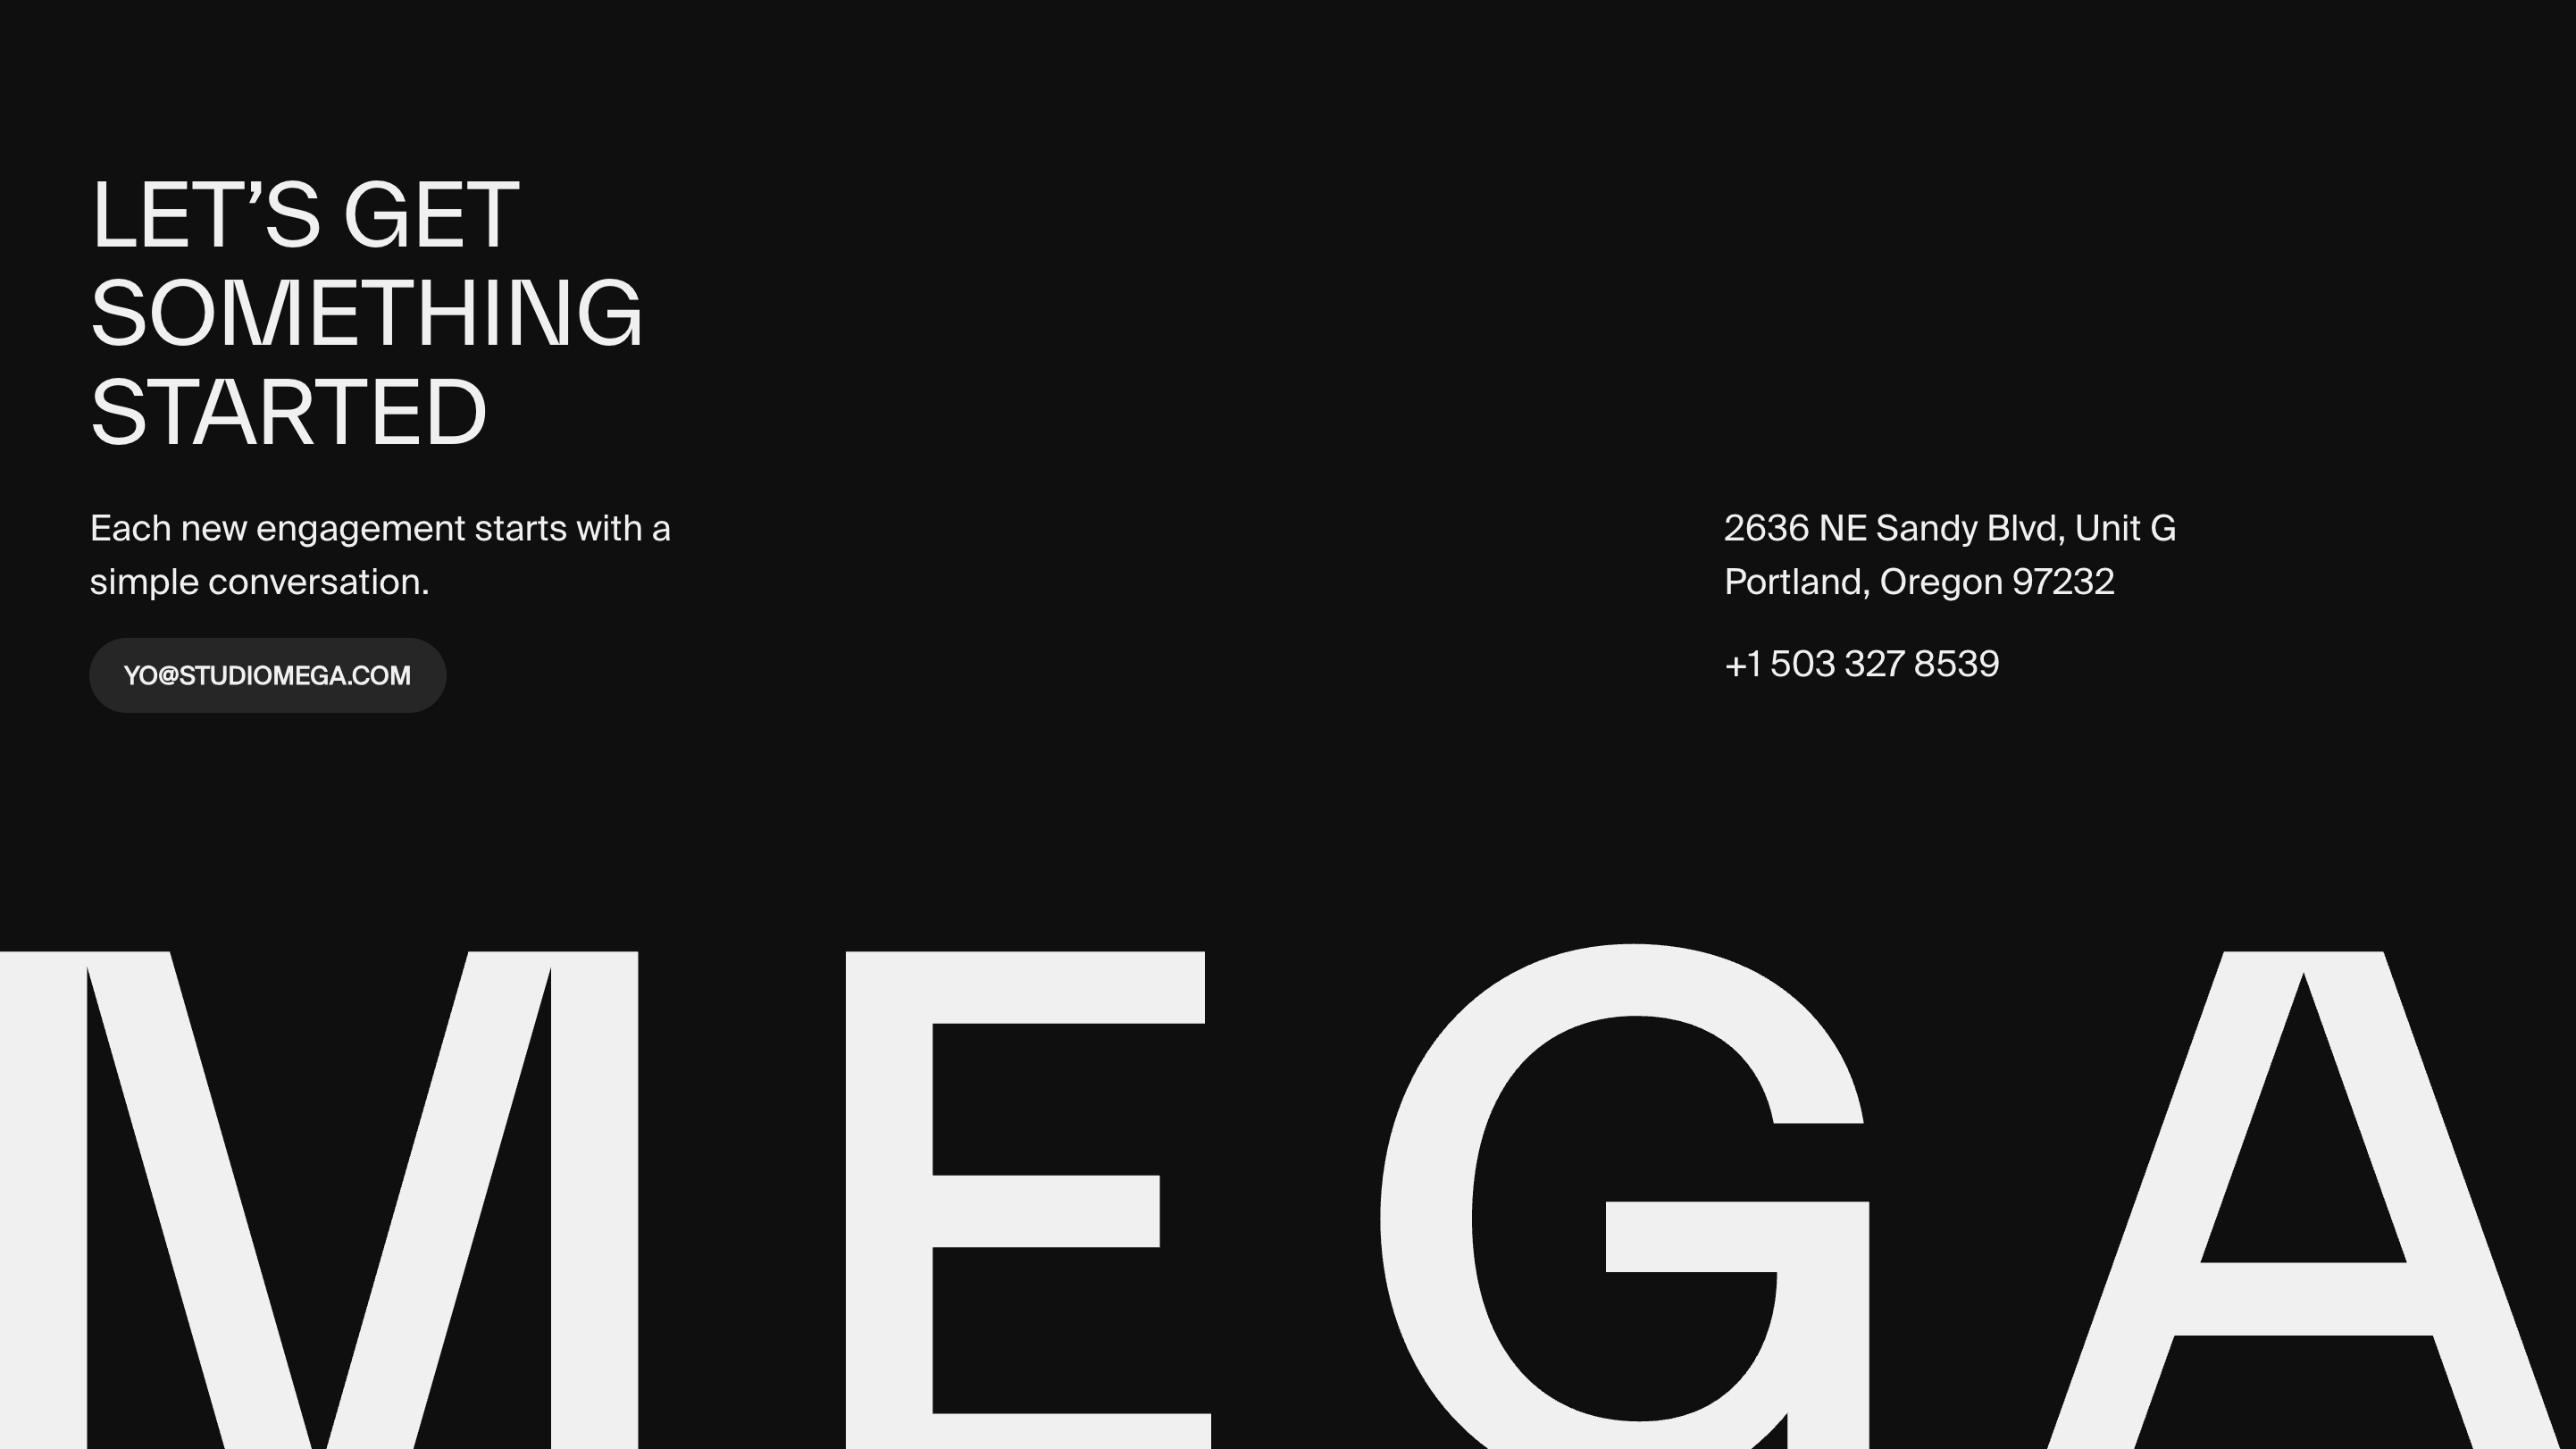 LET’S GET
SOMETHING
STARTED
Each new engagement starts with a
simple conversation.
YO@STUDIOMEGA.COM
2636 NE Sandy Blvd, Unit G
Portland, Oregon 97232
+1 503 327 8539
MEGA